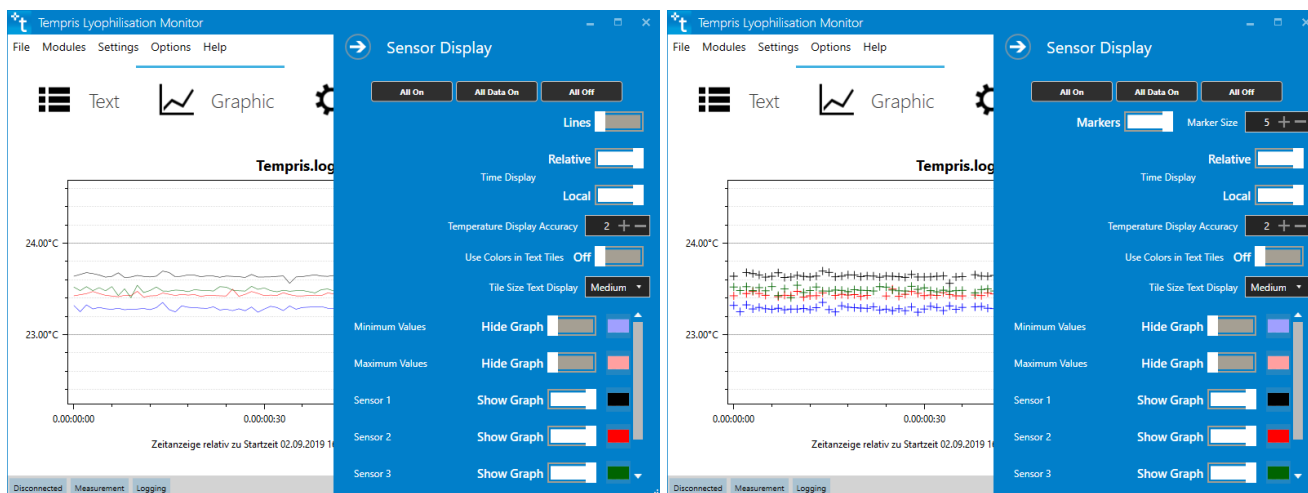 Tempris Lyophilisation Monitor
File Modules Settings Options Help
Sensor Display
Text Graphic
All On All Data On All Off
Lines
Relative
Time Display
Local
Tempris.log
Temperature Display Accuracy 2
24.00°C
Use Colors in Text Tiles Off
Tile Size Text Display Medium
Minimum Values Hide Graph
23.00°C
Maximum Values Hide Graph
Sensor 1 Show Graph
0.00:00:00 0.00:00:30
Sensor 2 Show Graph
Zeitanzeige relativ zu Startzeit 02.09.2019
Sensor 3 Show Graph
Disconnected Measurement Logging
Tempris Lyophilisation Monitor
File Modules Settings Options Help
Sensor Display
Text Graphic
All On All Data On All Off
Markers Marker Size 5
Relative
Time Display
Local
Tempris.log
Temperature Display Accuracy 2
24.00°C
Use Colors in Text Tiles Off
Tile Size Text Display Medium
Minimum Values Hide Graph
23.00°C
Maximum Values Hide Graph
Sensor 1 Show Graph
0.00:00:00 0.00:00:30
Sensor 2 Show Graph
Zeitanzeige relativ zu Startzeit 02.09.2019
Sensor 3 Show Graph
Disconnected Measurement Logging